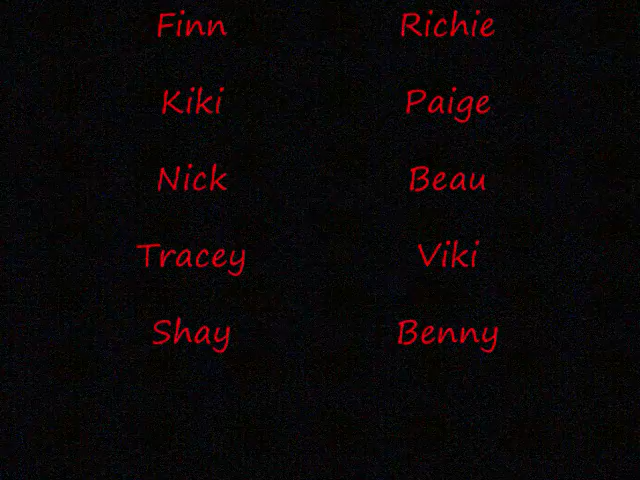 Finn Richie
Kiki Paige
Nick Beau
Tracey Viki
Shay Benny